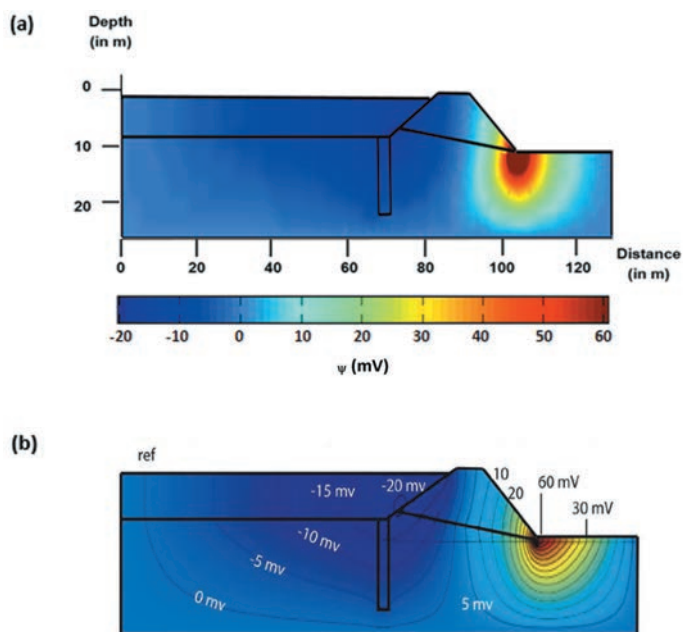 (a)
Depth
(in m)
0
10
20
0 20 40 60 80 100 120
Distance
(in m)
-20 -10 0 10 20 30 40 50 60
ψ (mV)
(b)
ref
-15 mv
-20 mv
10
20
60 mV
30 mV
-10 mv
-5 mv
0 mv
5 mv